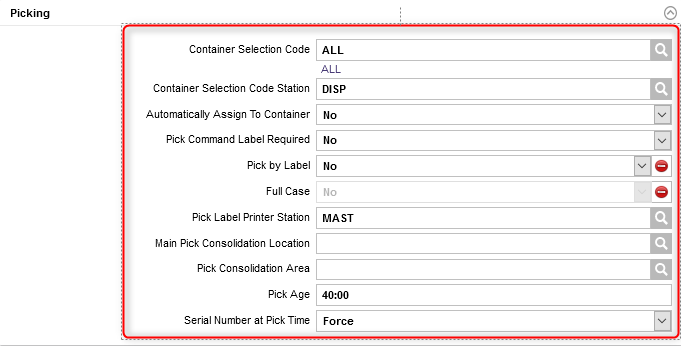 Picking
Container Selection Code ALL
ALL
Container Selection Code Station DISP
Automatically Assign To Container No
Pick Command Label Required No
Pick by Label No
Full Case No
Pick Label Printer Station MAST
Main Pick Consolidation Location
Pick Consolidation Area
Pick Age 40:00
Serial Number at Pick Time Force